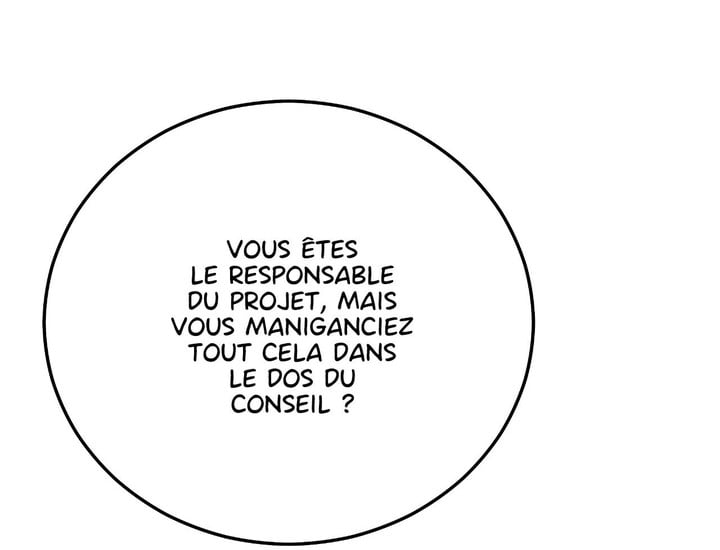 VOUS ÊTES
LE RESPONSABLE
DU PROJET, MAIS
VOUS MANIGANCIEZ
TOUT CELA DANS
LE DOS DU
CONSEIL ?